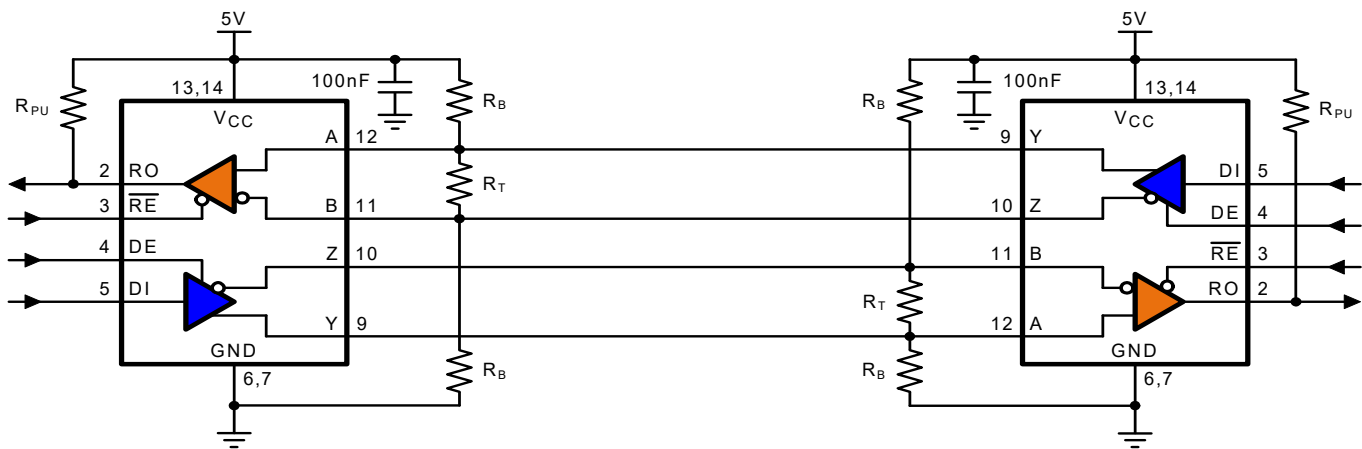 5V
5V
13,14
100nF
R_B
R_B
100nF
13,14
R_PU
V_CC
V_CC
R_PU
A 12
9 Y
2 RO
R_T
DI 5
3 R̅E̅
B 11
10 Z
DE 4
4 DE
Z 10
11 B
R̅E̅ 3
5 DI
R_T
RO 2
Y 9
12 A
GND
R_B
R_B
GND
6,7
6,7